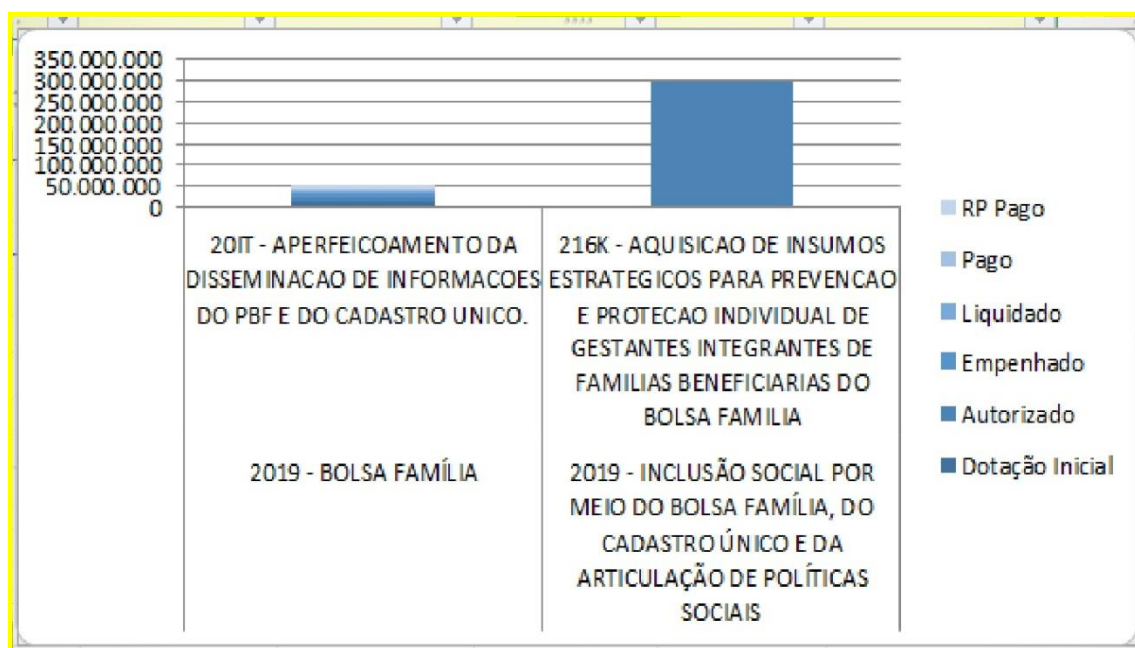 350.000.000
300.000.000
250.000.000
200.000.000
150.000.000
100.000.000
50.000.000
0
20IT - APERFEICOAMENTO DA
DISSEMINACAO DE INFORMACOES
DO PBF E DO CADASTRO UNICO.
216K - AQUISICAO DE INSUMOS
ESTRATEGICOS PARA PREVENCAO
E PROTECAO INDIVIDUAL DE
GESTANTES INTEGRANTES DE
FAMILIAS BENEFICIARIAS DO
BOLSA FAMILIA
2019 - BOLSA FAMÍLIA
2019 - INCLUSÃO SOCIAL POR
MEIO DO BOLSA FAMÍLIA, DO
CADASTRO ÚNICO E DA
ARTICULAÇÃO DE POLÍTICAS
SOCIAIS
RP Pago
Pago
Liquidado
Empenhado
Autorizado
Dotação Inicial